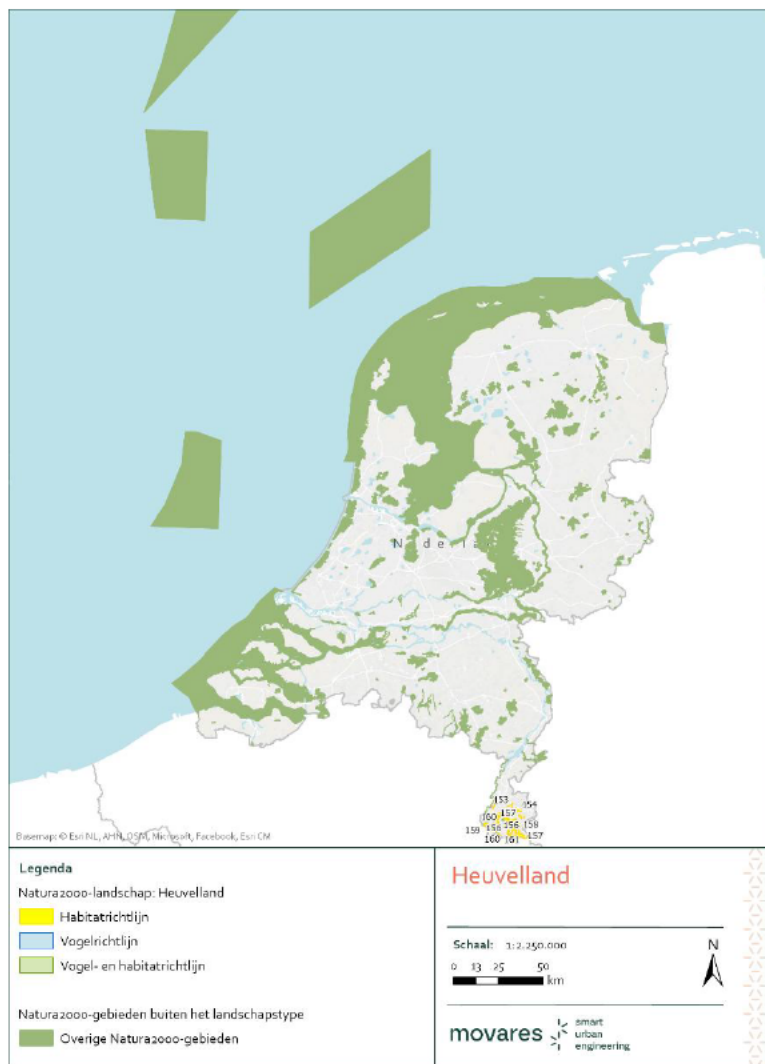 Nederla
153
154
157
160
159
156
156
158
160
161
157
Basemap: © Esri NL, AHN, OSM, Microsoft, Facebook, Esri CM
Legenda
Natura2000-landschap: Heuvelland
Habitatrichtlijn
Vogelrichtlijn
Vogel- en habitatrichtlijn
Natura2000-gebieden buiten het landschapstype
Overige Natura2000-gebieden
Heuvelland
Schaal: 1:2.250.000
N
0 13 25 50
km
movares
smart
urban
engineering